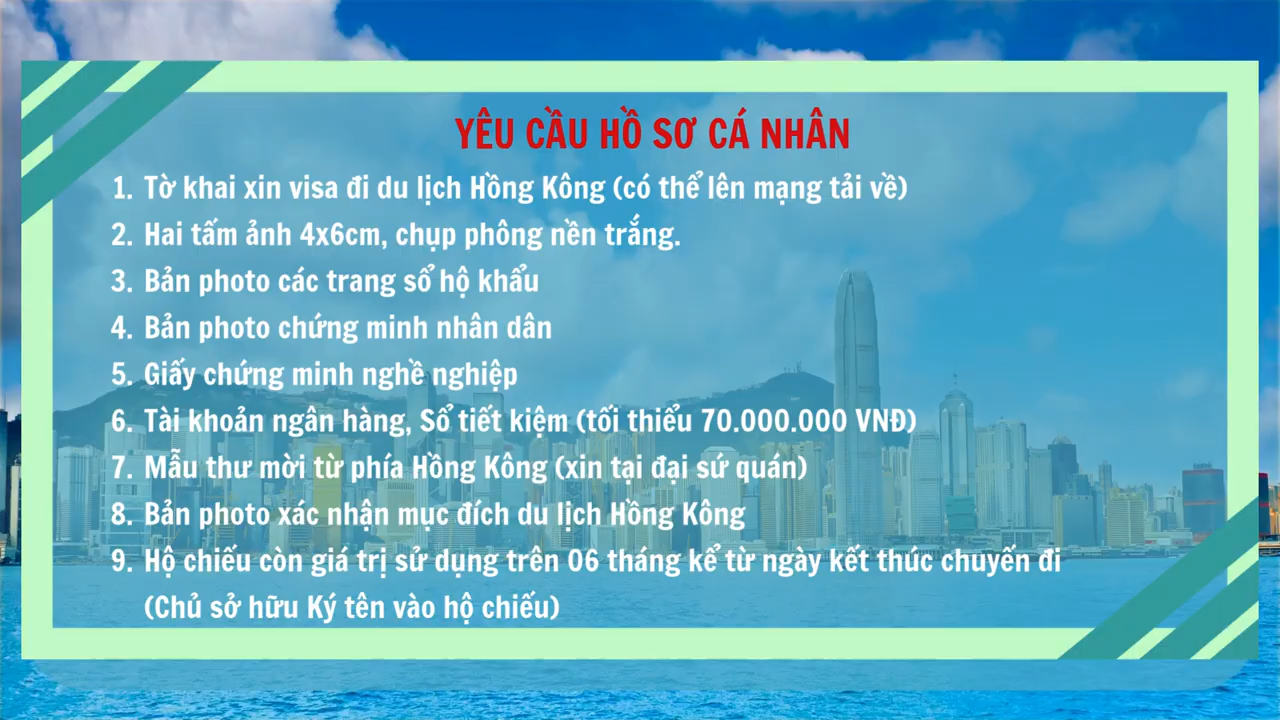 YÊU CẦU HỒ SƠ CÁ NHÂN
1. Tờ khai xin visa đi du lịch Hồng Kông (có thể lên mạng tải về)
2. Hai tấm ảnh 4x6cm, chụp phông nền trắng.
3. Bản photo các trang sổ hộ khẩu
4. Bản photo chứng minh nhân dân
5. Giấy chứng minh nghề nghiệp
6. Tài khoản ngân hàng, Sổ tiết kiệm (tối thiểu 70.000.000 VNĐ)
7. Mẫu thư mời từ phía Hồng Kông (xin tại đại sứ quán)
8. Bản photo xác nhận mục đích du lịch Hồng Kông
9. Hộ chiếu còn giá trị sử dụng trên 06 tháng kể từ ngày kết thúc chuyến đi
(Chủ sở hữu Ký tên vào hộ chiếu)